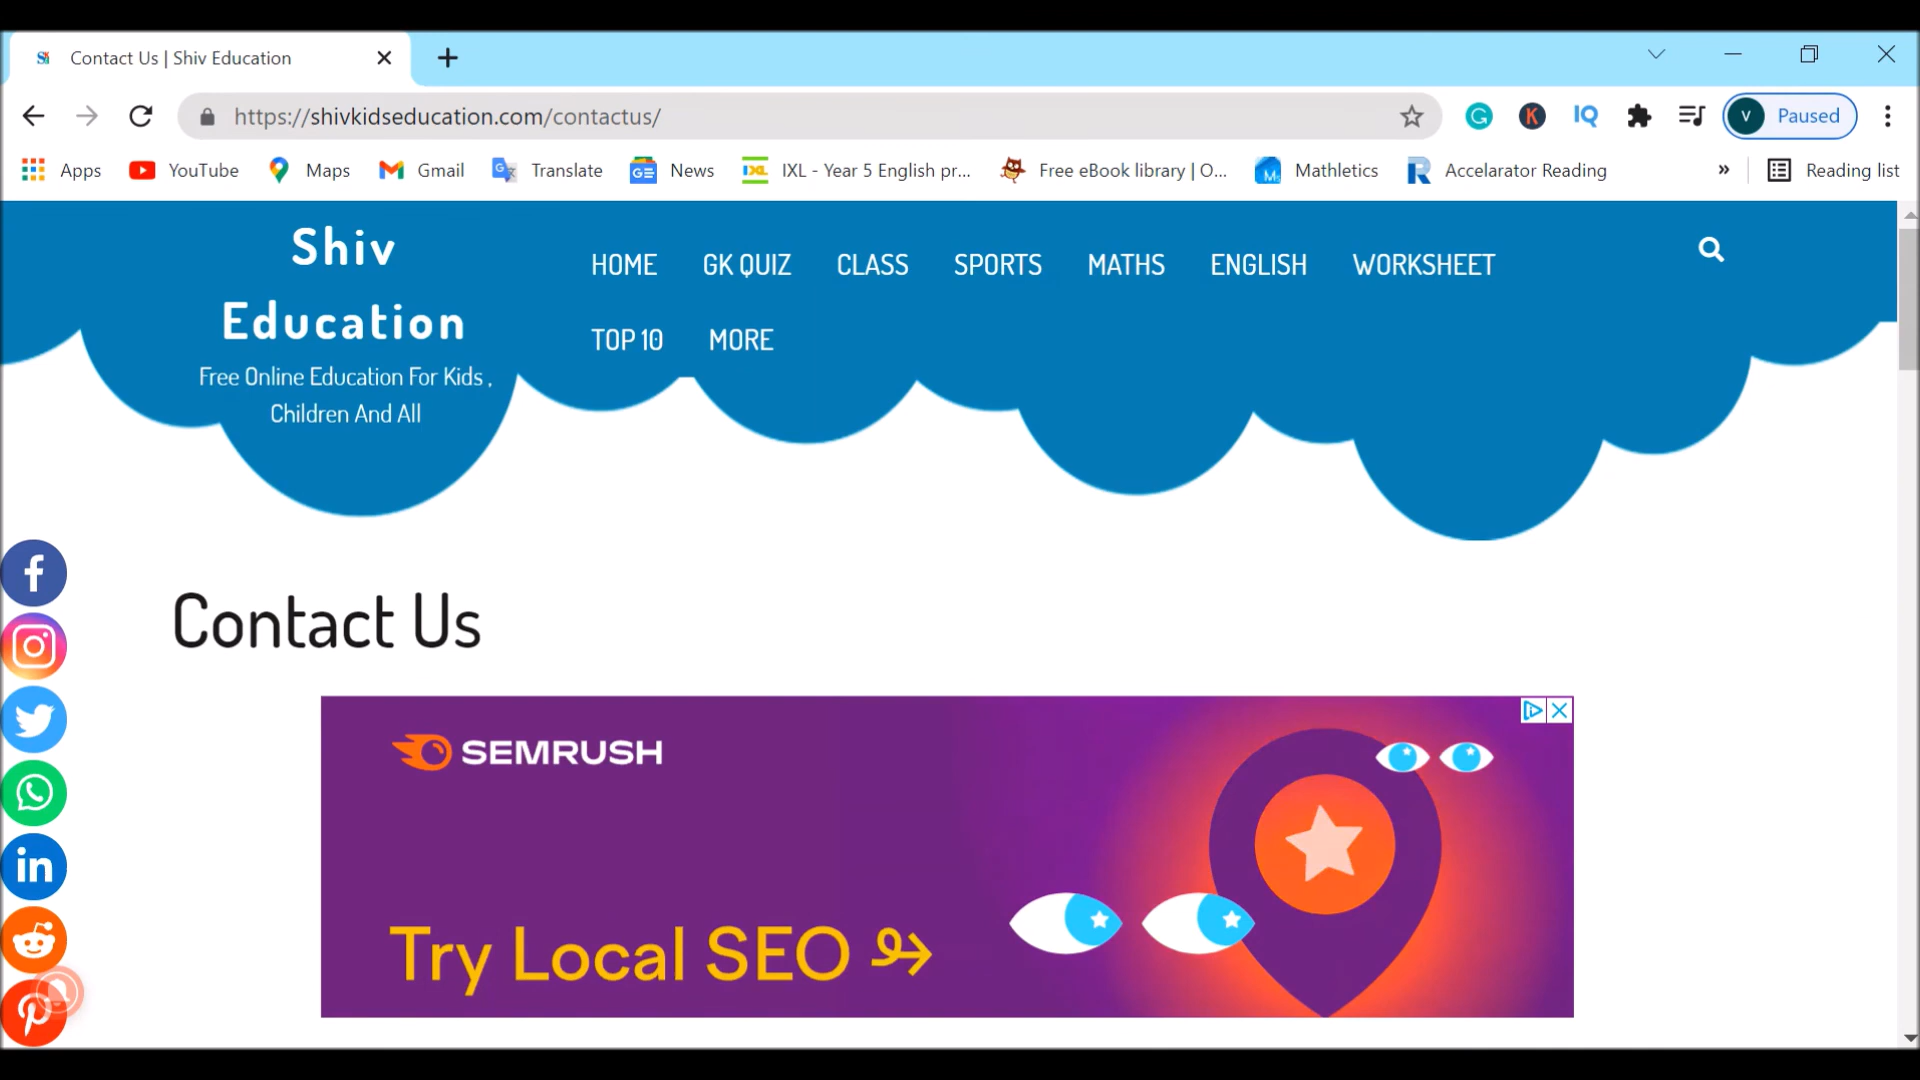 Contact Us | Shiv Education
https://shivkidseducation.com/contactus/
IQ
V Paused
Apps YouTube Maps Gmail Translate News IXL - Year 5 English pr... Free eBook library | O... Mathletics Accelarator Reading » Reading list
Shiv
Education
Free Online Education For Kids ,
Children And All
HOME GK QUIZ CLASS SPORTS MATHS ENGLISH WORKSHEET
TOP 10 MORE
Contact Us
SEMRUSH
Try Local SEO